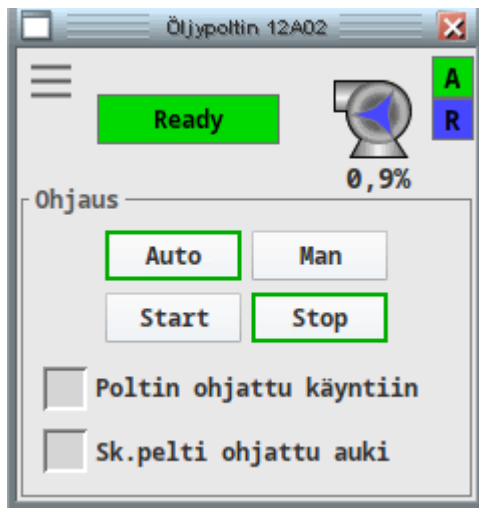 Öljypoltin 12A02
A
Ready
R
0,9%
Ohjaus
Auto Man
Start Stop
Poltin ohjattu käyntiin
Sk.pelti ohjattu auki